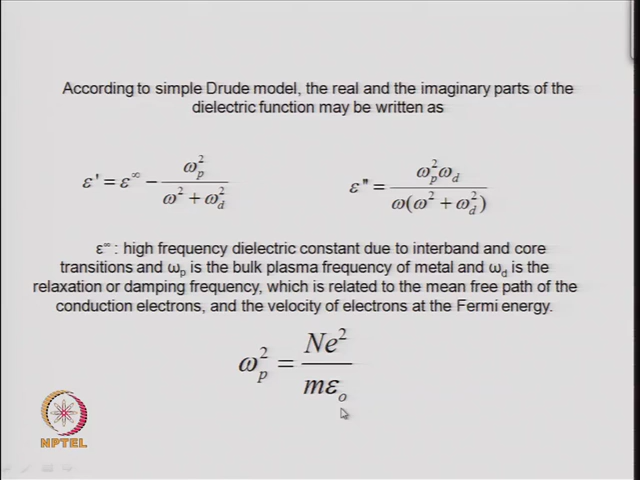 According to simple Drude model, the real and the imaginary parts of the
dielectric function may be written as
ε' = ε^∞ − ω_p^2 / (ω^2 + ω_d^2)
ε" = ω_p^2 ω_d / (ω(ω^2 + ω_d^2))
ε^∞ : high frequency dielectric constant due to interband and core
transitions and ω_p is the bulk plasma frequency of metal and ω_d is the
relaxation or damping frequency, which is related to the mean free path of the
conduction electrons, and the velocity of electrons at the Fermi energy.
ω_p^2 = Ne^2 / (mε_o)
NPTEL